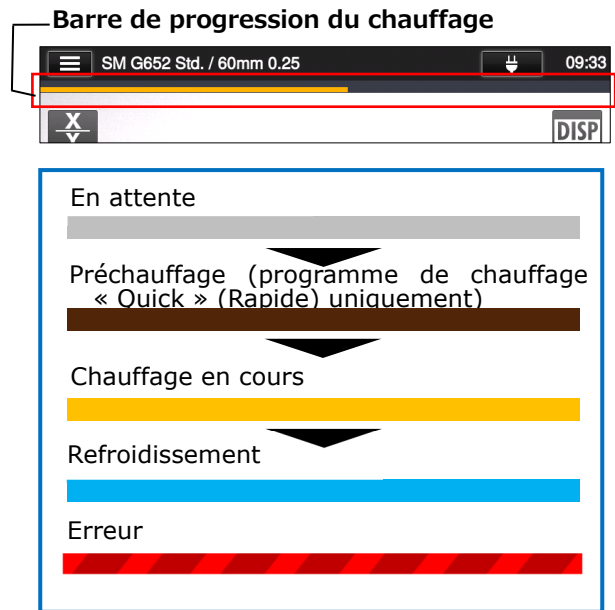 Barre de progression du chauffage
SM G652 Std. / 60mm 0.25
09:33
X
Y
DISP
En attente
Préchauffage (programme de chauffage
« Quick » (Rapide) uniquement)
Chauffage en cours
Refroidissement
Erreur